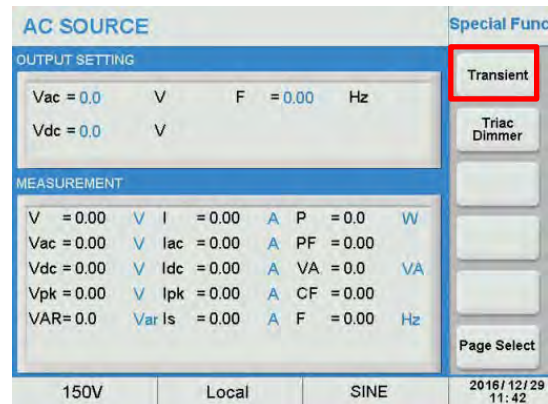 AC SOURCE
Special Func
OUTPUT SETTING
Vac = 0.0 V F = 0.00 Hz
Vdc = 0.0 V
Transient
Triac
Dimmer
MEASUREMENT
V = 0.00 V I = 0.00 A P = 0.0 W
Vac = 0.00 V Iac = 0.00 A PF = 0.00
Vdc = 0.00 V Idc = 0.00 A VA = 0.0 VA
Vpk = 0.00 V Ipk = 0.00 A CF = 0.00
VAR= 0.0 Var Is = 0.00 A F = 0.00 Hz
Page Select
150V Local SINE
2016/12/29
11:42